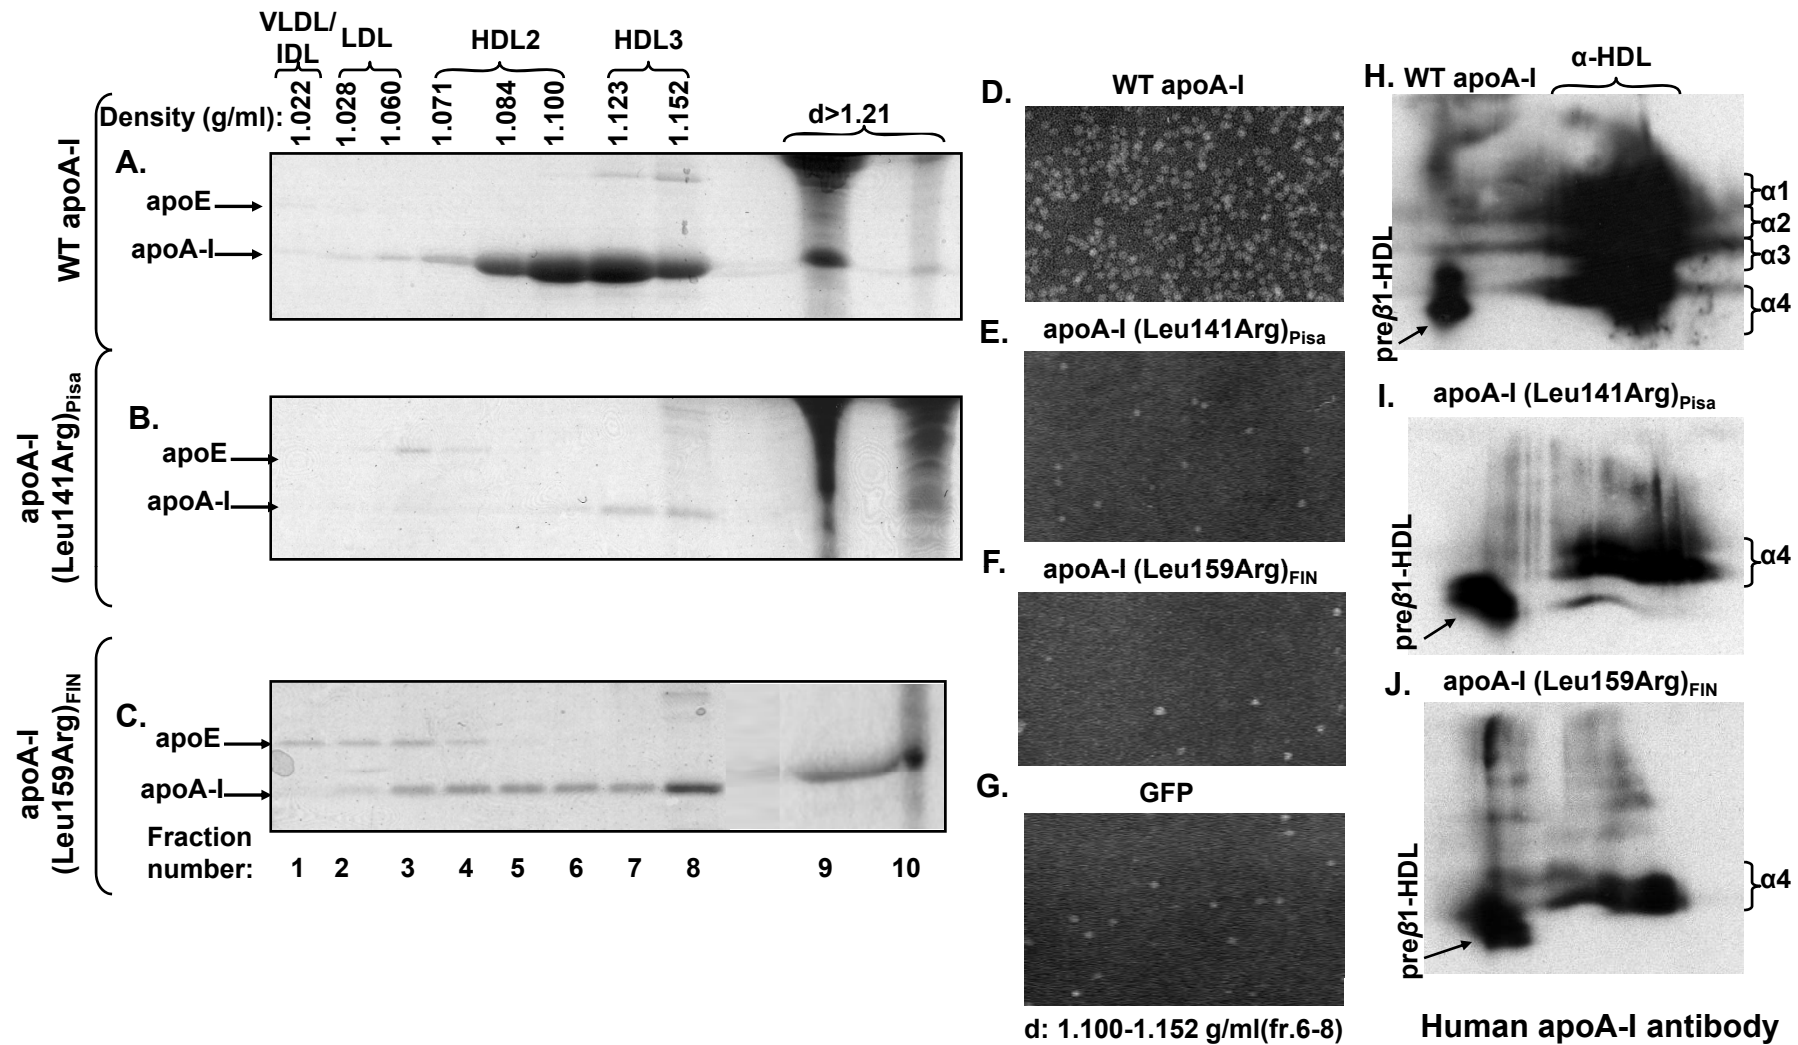 VLDL/
IDL
LDL
HDL2
HDL3
Density (g/ml):
1.022
1.028
1.060
1.071
1.084
1.100
1.123
1.152
d>1.21
WT apoA-I
A.
apoE
apoA-I
apoA-I
(Leu141Arg)Pisa
B.
apoE
apoA-I
apoA-I
(Leu159Arg)FIN
C.
apoE
apoA-I
Fraction
number:
1 2 3 4 5 6 7 8 9 10
D.
WT apoA-I
E.
apoA-I (Leu141Arg)Pisa
F.
apoA-I (Leu159Arg)FIN
G.
GFP
d: 1.100-1.152 g/ml(fr.6-8)
H. WT apoA-I
α-HDL
α1
α2
α3
α4
preβ1-HDL
I.
apoA-I (Leu141Arg)Pisa
α4
preβ1-HDL
J.
apoA-I (Leu159Arg)FIN
α4
preβ1-HDL
Human apoA-I antibody